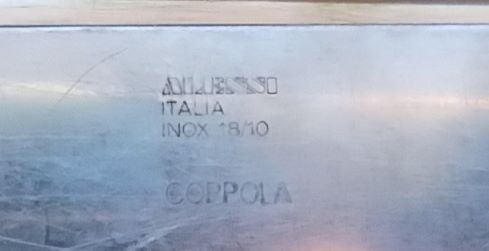 ALESSI
ITALIA
INOX 18/10
COPPOLA